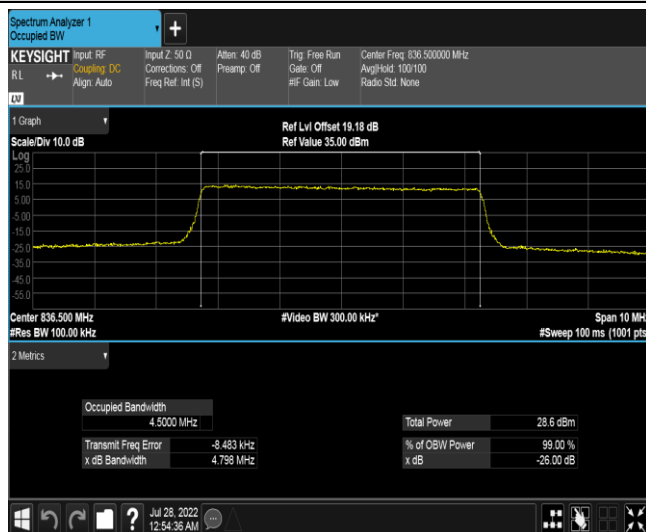 Spectrum Analyzer 1
Occupied BW
KEYSIGHT
RL
LXI
Input: RF
Coupling: DC
Align: Auto
Input Z: 50 Ω
Corrections: Off
Freq Ref: Int (S)
Atten: 40 dB
Preamp: Off
Trig: Free Run
Gate: Off
#IF Gain: Low
Center Freq: 836.500000 MHz
Avg|Hold: 100/100
Radio Std: None
1 Graph
Scale/Div 10.0 dB
Ref Lvl Offset 19.18 dB
Ref Value 35.00 dBm
Log
25.0
15.0
5.00
-5.00
-15.0
-25.0
-35.0
-45.0
-55.0
Center 836.500 MHz
#Res BW 100.00 kHz
#Video BW 300.00 kHz*
Span 10 MHz
#Sweep 100 ms (1001 pts
2 Metrics
Occupied Bandwidth
4.5000 MHz
Transmit Freq Error -8.483 kHz
x dB Bandwidth 4.798 MHz
Total Power 28.6 dBm
% of OBW Power 99.00 %
x dB -26.00 dB
?
Jul 28, 2022
12:54:36 AM